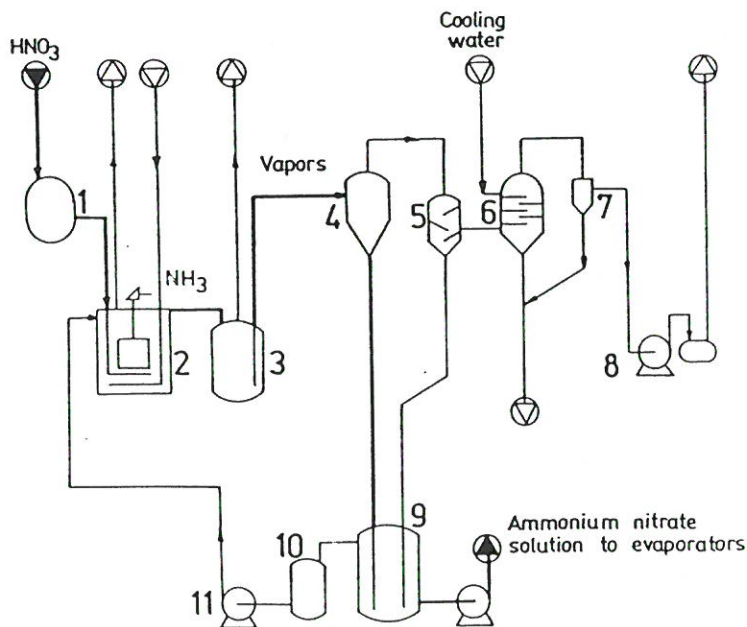 Cooling
water
HNO3
Vapors
1
4
5
6
7
NH3
2
3
8
9
Ammonium nitrate
solution to evaporators
10
11